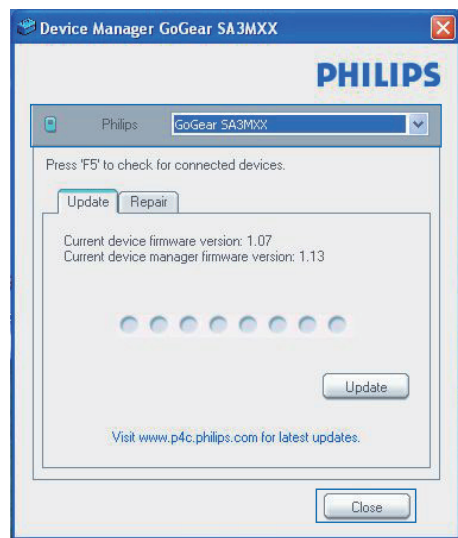 Device Manager GoGear SA3MXX
PHILIPS
Philips GoGear SA3MXX
Press 'F5' to check for connected devices.
Update Repair
Current device firmware version: 1.07
Current device manager firmware version: 1.13
Update
Visit www.p4c.philips.com for latest updates.
Close